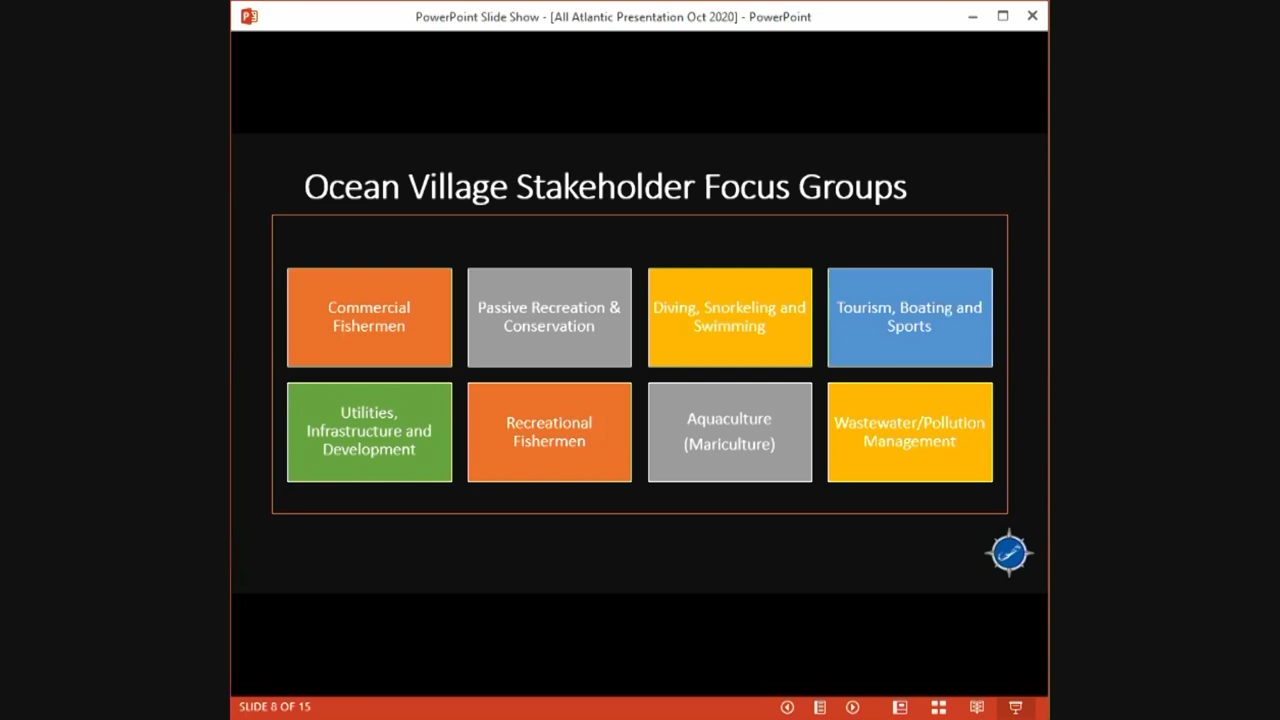 PowerPoint Slide Show - [All Atlantic Presentation Oct 2020] - PowerPoint
Ocean Village Stakeholder Focus Groups
Commercial
Fishermen
Passive Recreation &
Conservation
Diving, Snorkeling and
Swimming
Tourism, Boating and
Sports
Utilities,
Infrastructure and
Development
Recreational
Fishermen
Aquaculture
(Mariculture)
Wastewater/Pollution
Management
SLIDE 8 OF 15